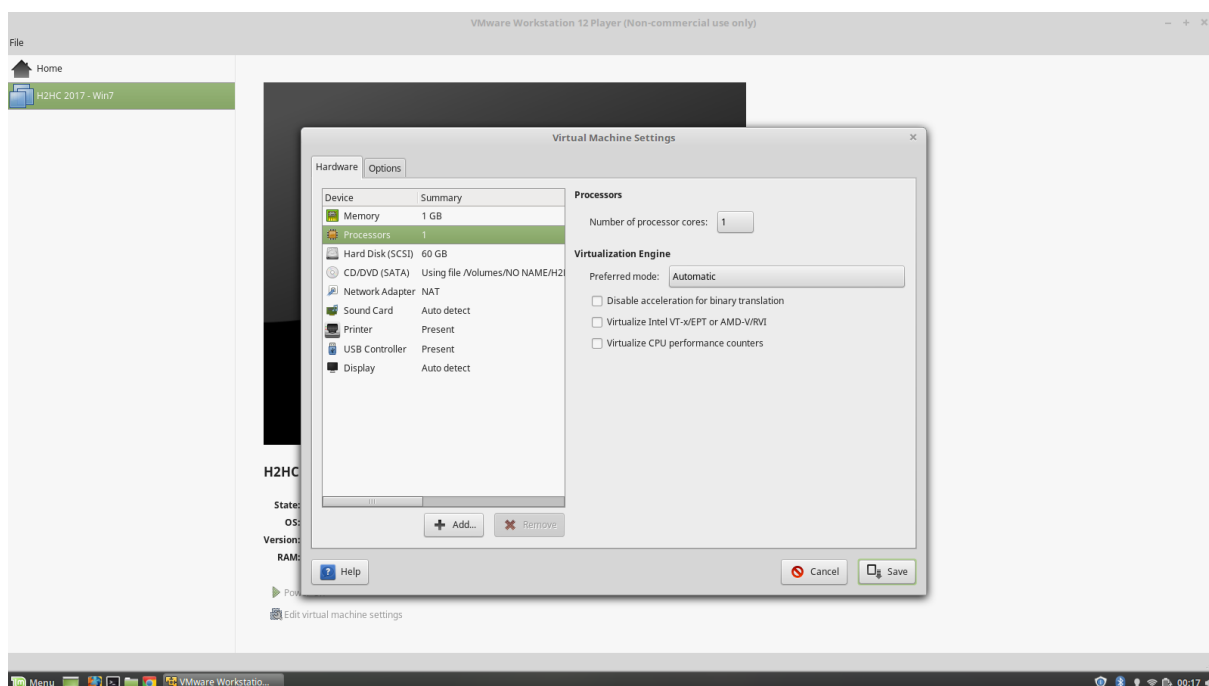 VMware Workstation 12 Player (Non-commercial use only)
File
Home
H2HC 2017 - Win7
Virtual Machine Settings
Hardware Options
Device Summary
Memory 1 GB
Processors 1
Hard Disk (SCSI) 60 GB
CD/DVD (SATA) Using file /Volumes/NO NAME/H2
Network Adapter NAT
Sound Card Auto detect
Printer Present
USB Controller Present
Display Auto detect
Add...
Remove
Processors
Number of processor cores: 1
Virtualization Engine
Preferred mode: Automatic
Disable acceleration for binary translation
Virtualize Intel VT-x/EPT or AMD-V/RVI
Virtualize CPU performance counters
Help
Cancel
Save
H2HC
State:
OS:
Version:
RAM:
Pow
Edit virtual machine settings
Menu
VMware Workstatio...
00:17